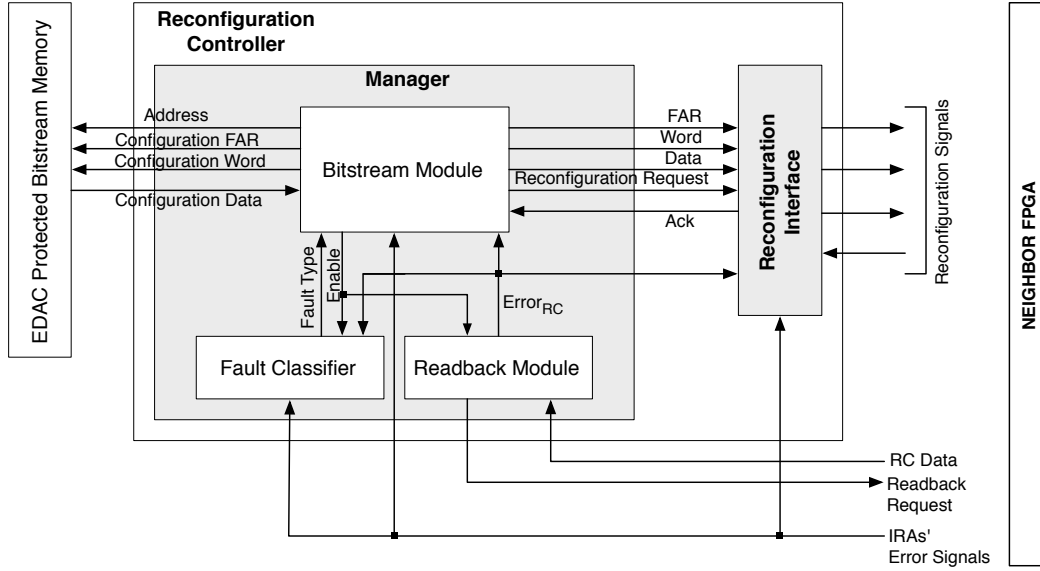 Reconfiguration
Controller
Manager
EDAC Protected Bitstream Memory
Address
Configuration FAR
Configuration Word
Configuration Data
Bitstream Module
FAR
Word
Data
Reconfiguration Request
Ack
Reconfiguration
Interface
Reconfiguration Signals
NEIGHBOR FPGA
Fault Type
Enable
ErrorRC
Fault Classifier
Readback Module
RC Data
Readback
Request
IRAs'
Error Signals